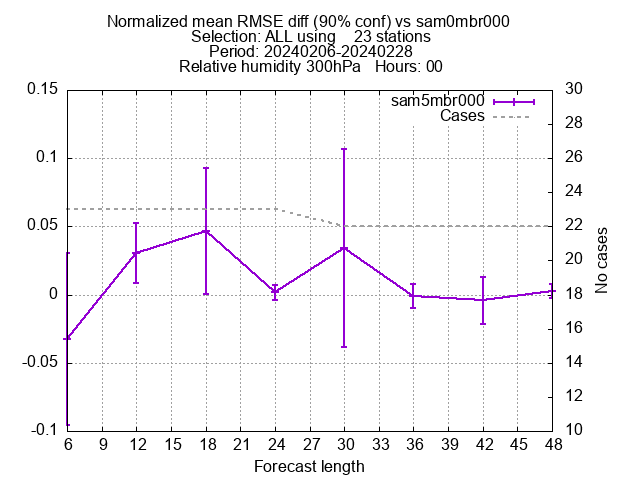 Normalized mean RMSE diff (90% conf) vs sam0mbr000
Selection: ALL using    23 stations
Period: 20240206-20240228
Relative humidity 300hPa   Hours: 00
sam5mbr000
Cases
0.15
0.1
0.05
0
-0.05
-0.1
30
28
26
24
22
20
18
16
14
12
10
No cases
6 9 12 15 18 21 24 27 30 33 36 39 42 45 48
Forecast length